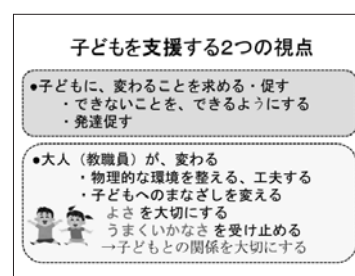 子どもを支援する2つの視点
●子どもに、変わることを求める・促す
・できないことを、できるようにする
・発達促す
●大人（教職員）が、変わる
・物理的な環境を整える、工夫する
・子どもへのまなざしを変える
よさ を大切にする
うまくいかなさ を受け止める
→子どもとの関係を大切にする